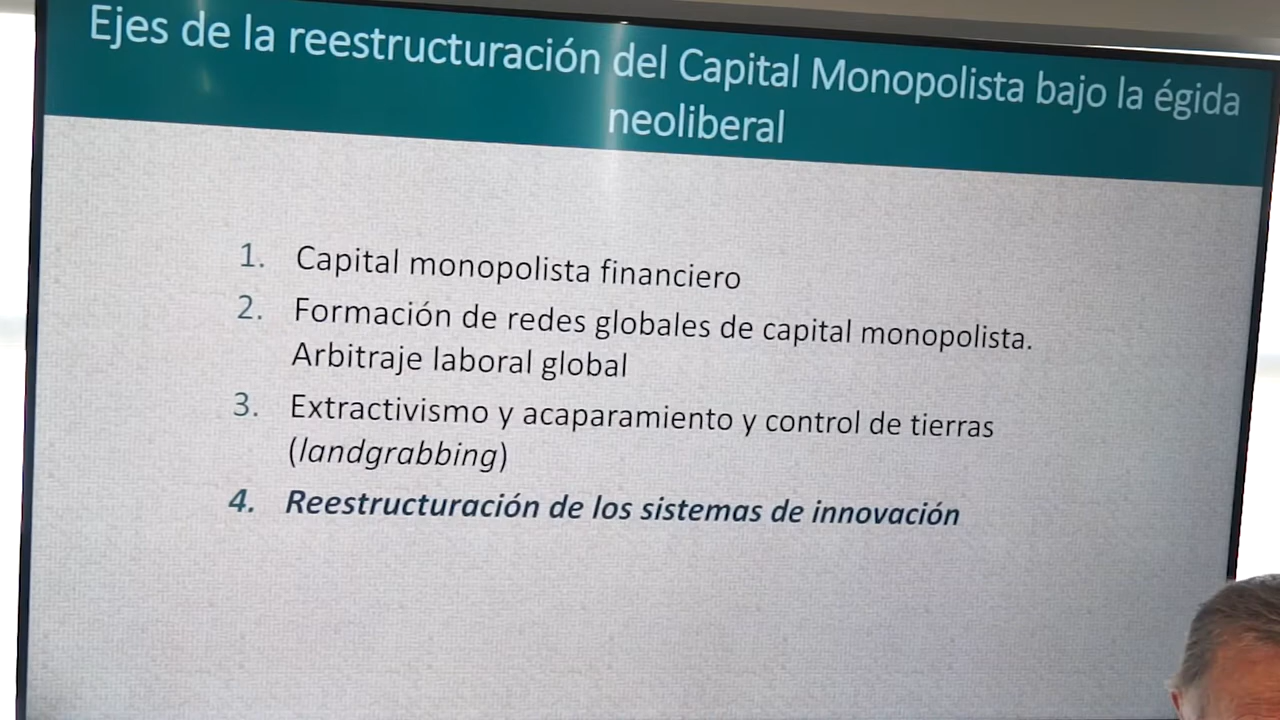 Ejes de la reestructuración del Capital Monopolista bajo la égida
neoliberal
1. Capital monopolista financiero
2. Formación de redes globales de capital monopolista.
Arbitraje laboral global
3. Extractivismo y acaparamiento y control de tierras
(landgrabbing)
4. Reestructuración de los sistemas de innovación